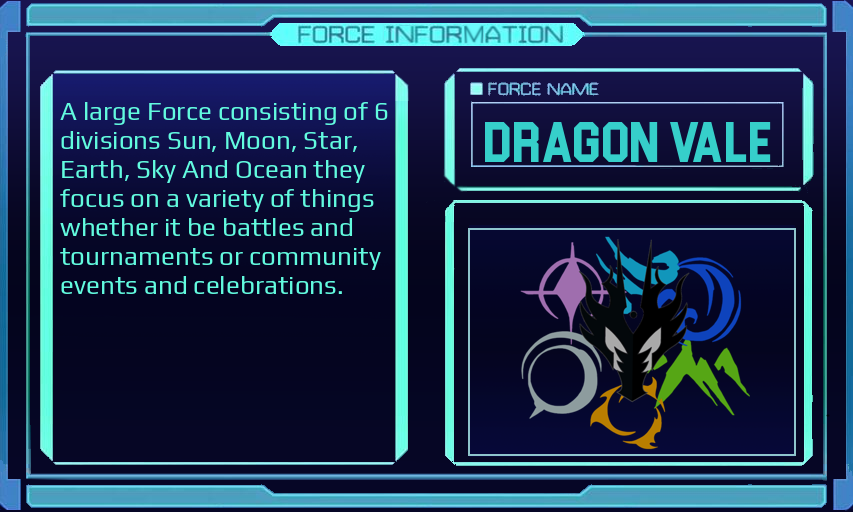 FORCE INFORMATION
A large Force consisting of 6
divisions Sun, Moon, Star,
Earth, Sky And Ocean they
focus on a variety of things
whether it be battles and
tournaments or community
events and celebrations.
FORCE NAME
DRAGON VALE